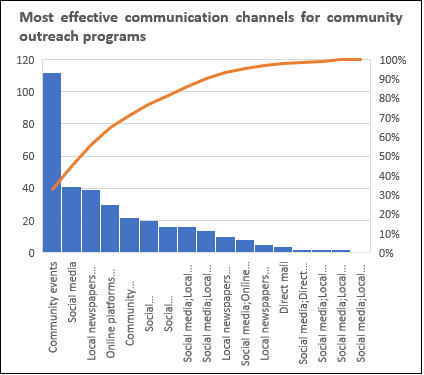 Most effective communication channels for community
outreach programs
120
100
80
60
40
20
0
100%
90%
80%
70%
60%
50%
40%
30%
20%
10%
0%
Community events
Social media
Local newspapers...
Online platforms...
Community...
Social...
Social...
Social media;Local...
Social media;Local...
Local newspapers...
Social media;Online...
Local newspapers...
Direct mail
Social media;Direct...
Social media;Local...
Social media;Local...
Social media;Local...